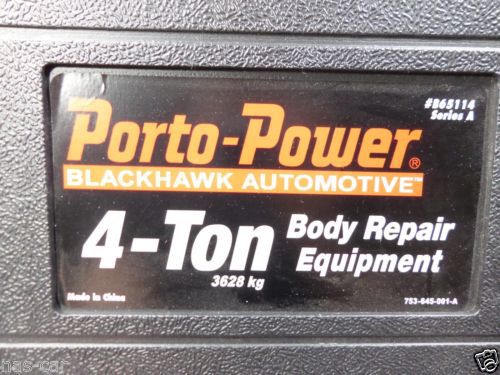 #B65114
Series A
Porto-Power®
BLACKHAWK AUTOMOTIVE™
4-Ton
Body Repair
Equipment
3628 kg
Made in China
753-645-001-A
has-car